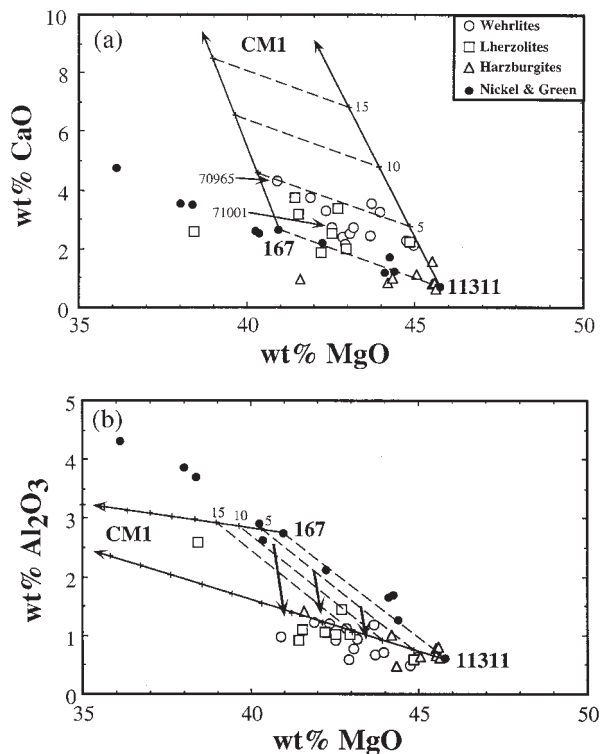 (a)
CM1
Wehrlites
Lherzolites
Harzburgites
Nickel & Green
10
8
6
4
2
0
wt% CaO
15
10
5
70965
71001
167
11311
35
40
45
50
wt% MgO
(b)
5
4
3
2
1
0
wt% Al₂O₃
CM1
15
10
5
167
11311
35
40
45
50
wt% MgO